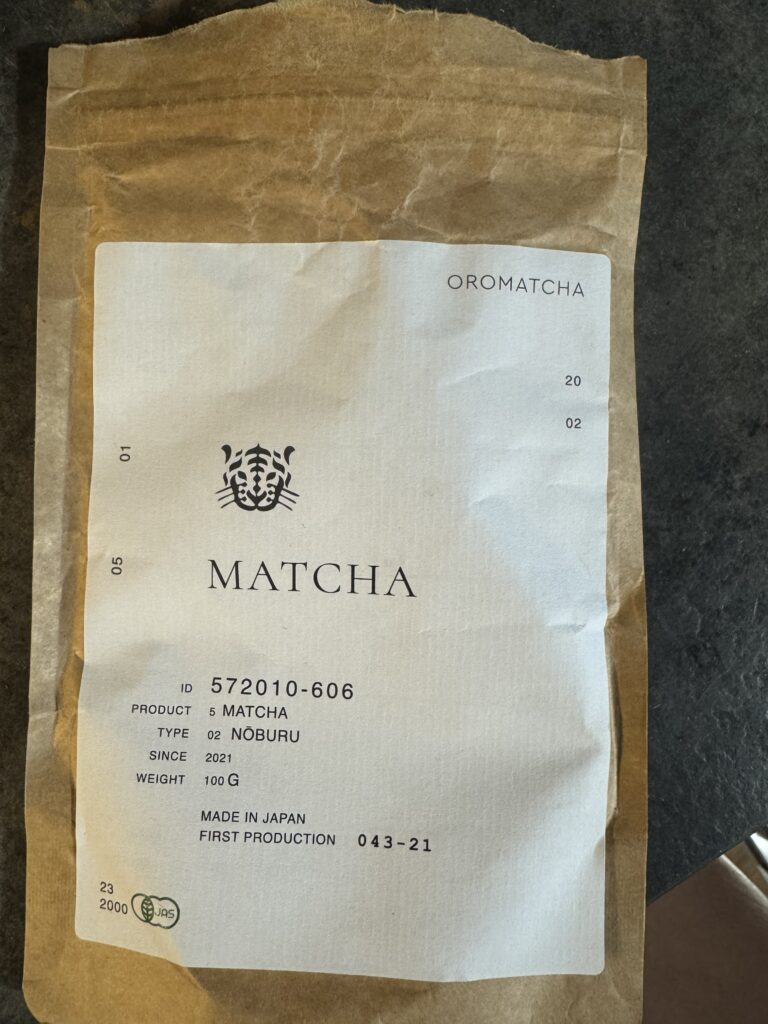 OROMATCHA
20
02
01
05
MATCHA
ID 572010-606
PRODUCT 5 MATCHA
TYPE 02 NŌBURU
SINCE 2021
WEIGHT 100 G
MADE IN JAPAN
FIRST PRODUCTION 043-21
23
2000 JAS